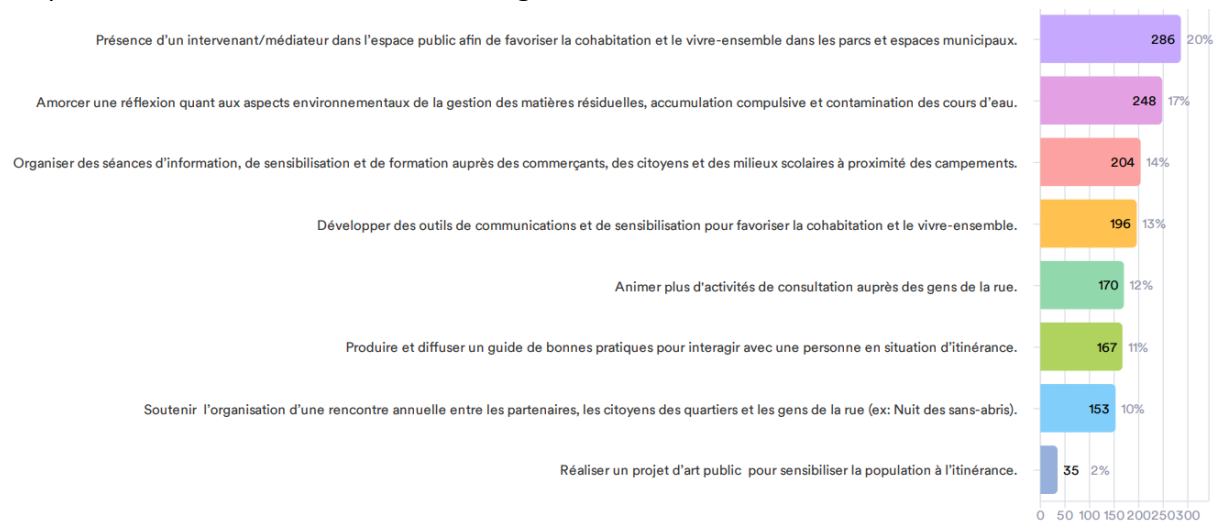 Présence d’un intervenant/médiateur dans l’espace public afin de favoriser la cohabitation et le vivre-ensemble dans les parcs et espaces municipaux. 286 20%
Amorcer une réflexion quant aux aspects environnementaux de la gestion des matières résiduelles, accumulation compulsive et contamination des cours d’eau. 248 17%
Organiser des séances d’information, de sensibilisation et de formation auprès des commerçants, des citoyens et des milieux scolaires à proximité des campements. 204 14%
Développer des outils de communications et de sensibilisation pour favoriser la cohabitation et le vivre-ensemble. 196 13%
Animer plus d'activités de consultation auprès des gens de la rue. 170 12%
Produire et diffuser un guide de bonnes pratiques pour interagir avec une personne en situation d’itinérance. 167 11%
Soutenir l’organisation d’une rencontre annuelle entre les partenaires, les citoyens des quartiers et les gens de la rue (ex: Nuit des sans-abris). 153 10%
Réaliser un projet d’art public pour sensibiliser la population à l’itinérance. 35 2%
0 50 100 150 200 250 300